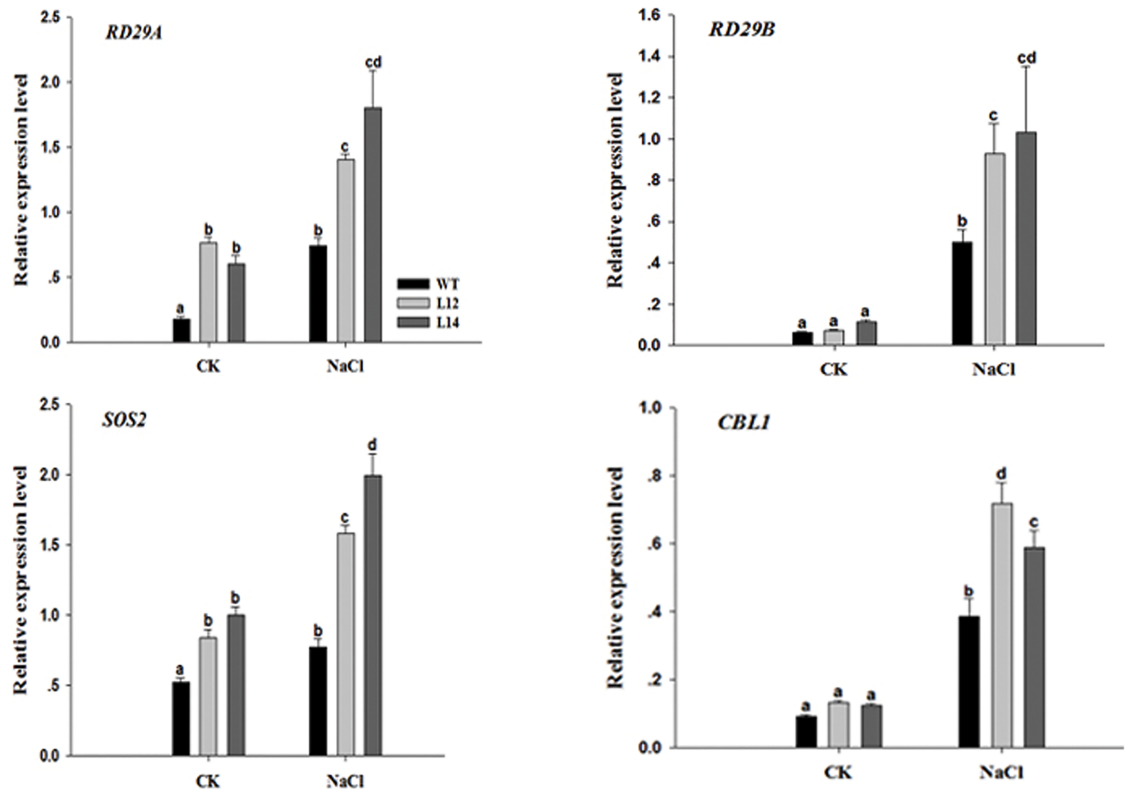 RD29A
Relative expression level
2.5
2.0
1.5
1.0
.5
0.0
a
b
b
b
c
cd
CK
NaCl
WT
L12
L14
RD29B
Relative expression level
1.6
1.4
1.2
1.0
.8
.6
.4
.2
0.0
a
a
a
b
c
cd
CK
NaCl
SOS2
Relative expression level
2.5
2.0
1.5
1.0
.5
0.0
a
b
b
b
c
d
CK
NaCl
CBL1
Relative expression level
1.0
.8
.6
.4
.2
0.0
a
a
a
b
d
c
CK
NaCl